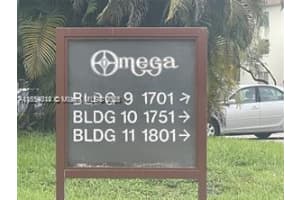 Omega
BLDG 9 1701→
BLDG 10 1751→
BLDG 11 1801→